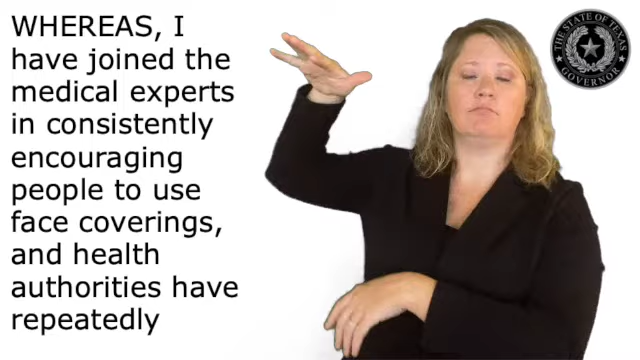 WHEREAS, I
have joined the
medical experts
in consistently
encouraging
people to use
face coverings,
and health
authorities have
repeatedly
THE STATE OF TEXAS
GOVERNOR